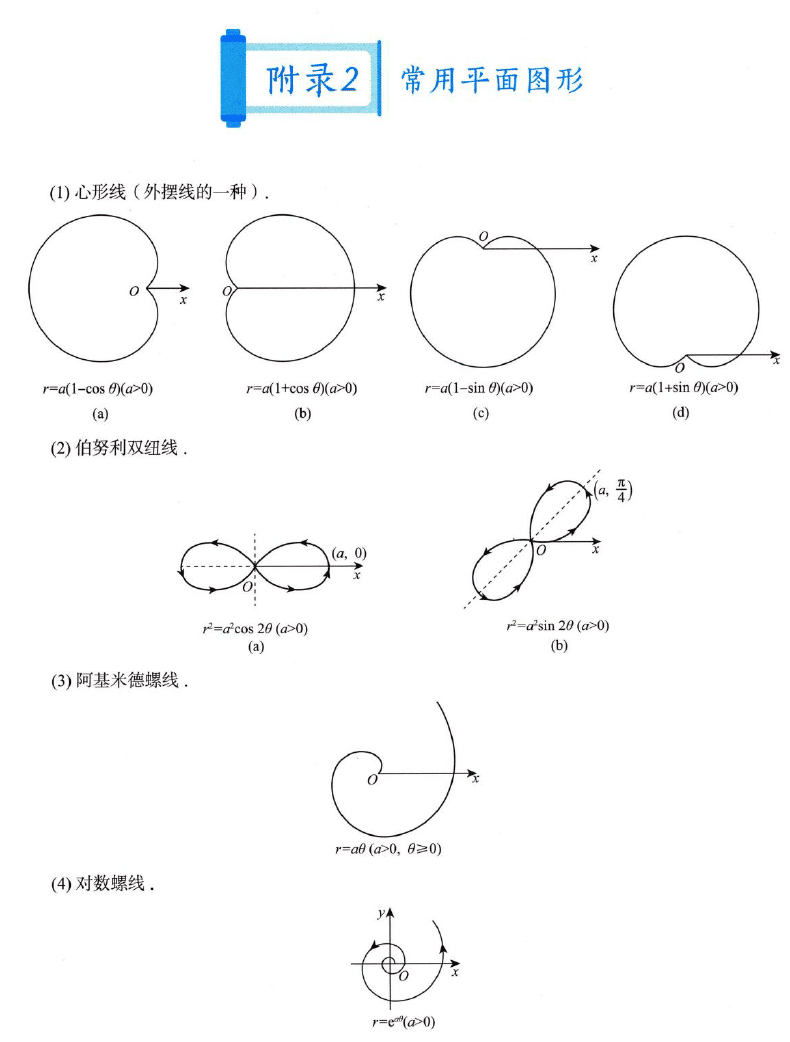 附录2 常用平面图形
(1) 心形线（外摆线的一种）.
O x
O x
O x
O x
r=a(1−cos θ)(a>0) r=a(1+cos θ)(a>0) r=a(1−sin θ)(a>0) r=a(1+sin θ)(a>0)
(a) (b) (c) (d)
(2) 伯努利双纽线.
(a, 0)
O x
(a, π/4)
O x
r²=a²cos 2θ (a>0) r²=a²sin 2θ (a>0)
(a) (b)
(3) 阿基米德螺线.
O x
r=aθ (a>0, θ⩾0)
(4) 对数螺线.
y
O x
r=e^{aθ}(a>0)